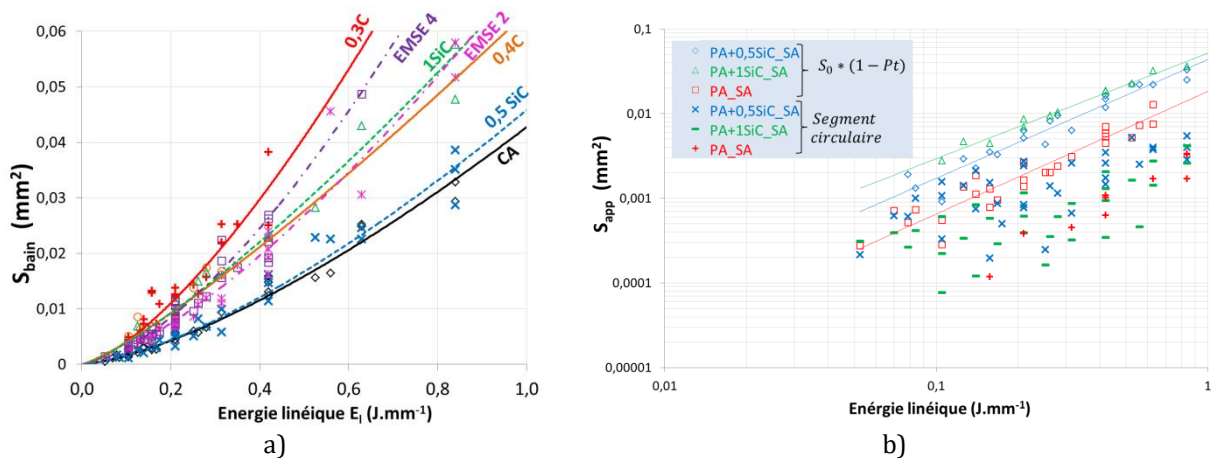 0,06
0,05
0,04
0,03
0,02
0,01
0
S_bain (mm²)
0,0
0,2
0,4
0,6
0,8
1,0
Energie linéique E_l (J.mm⁻¹)
0,3C
EMSE 4
1SiC
EMSE 2
0,4C
0,5 SiC
CA
a)
0,1
0,01
0,001
0,0001
0,00001
S_app (mm²)
0,01
0,1
1
Enérgie linéique (J.mm⁻¹)
PA+0,5SiC_SA
PA+1SiC_SA
PA_SA
S₀ * (1 − Pt)
PA+0,5SiC_SA
PA+1SiC_SA
PA_SA
Segment
circulaire
b)